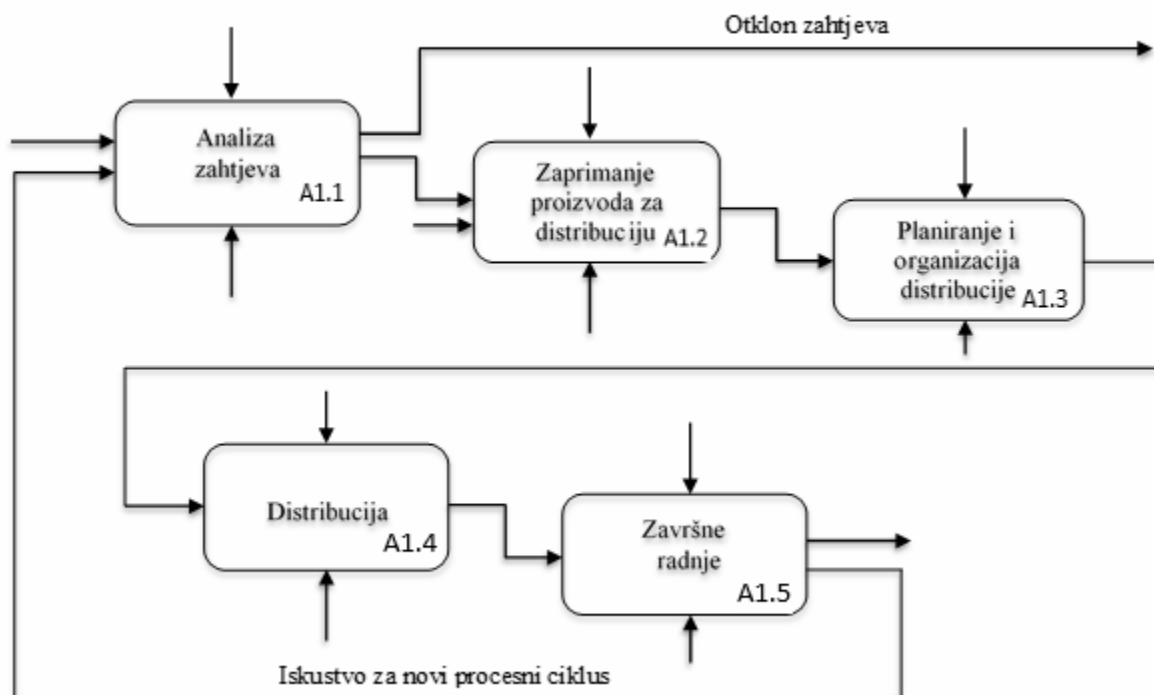 Otklon zahtjeva
Analiza
zahtjeva
A1.1
Zaprimanje
proizvoda za
distribuciju
A1.2
Planiranje i
organizacija
distribucije
A1.3
Distribucija
A1.4
Završne
radnje
A1.5
Iskustvo za novi procesni ciklus